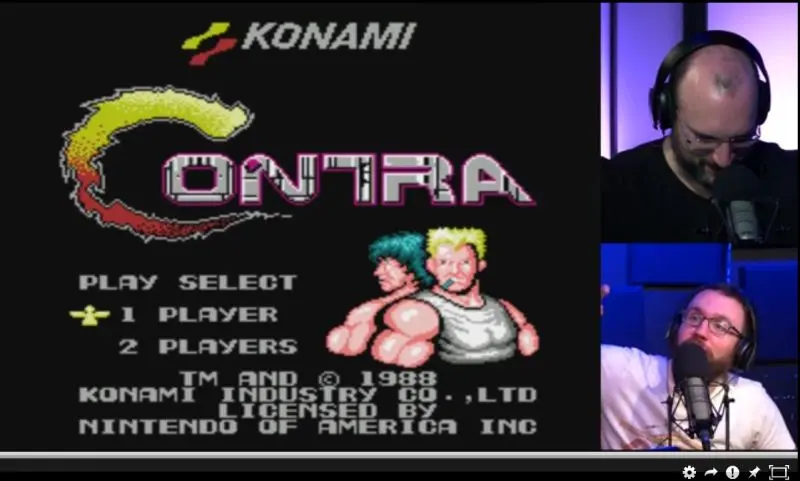 KONAMI
CONTRA
PLAY SELECT
1 PLAYER
2 PLAYERS
TM AND © 1988
KONAMI INDUSTRY CO.,LTD
LICENSED BY
NINTENDO OF AMERICA INC